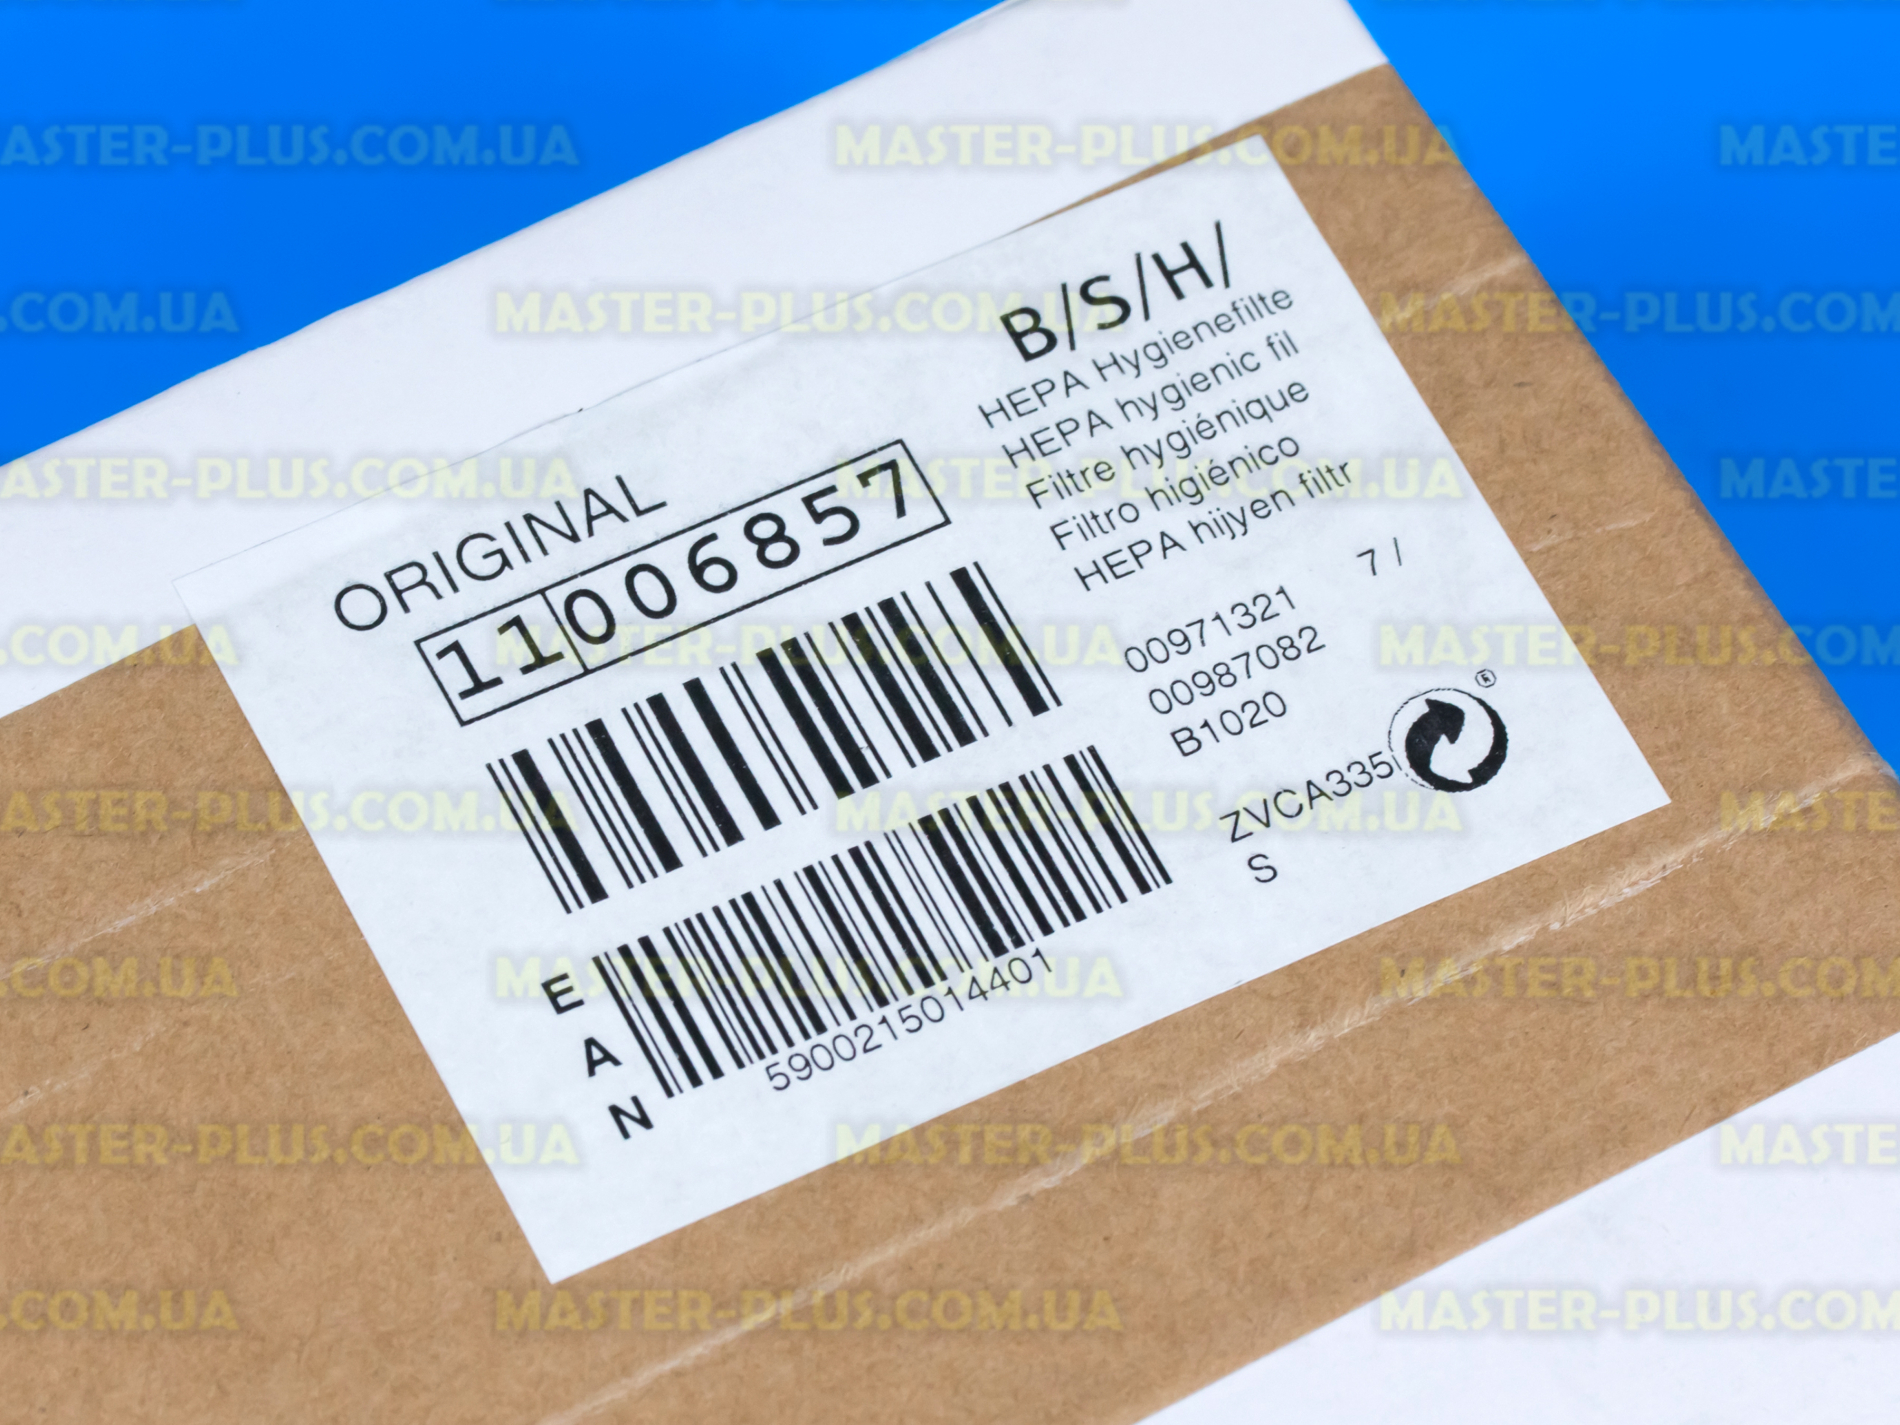 B/S/H/
HEPA Hygienefilte
HEPA hygienic fil
Filtre hygiénique
Filtro higiénico
HEPA hijyen filtr
ORIGINAL
11006857
7 /
00971321
00987082
B1020
ZVCA335
S
®
E
A
N
5900215014401
MASTER-PLUS.COM.UA